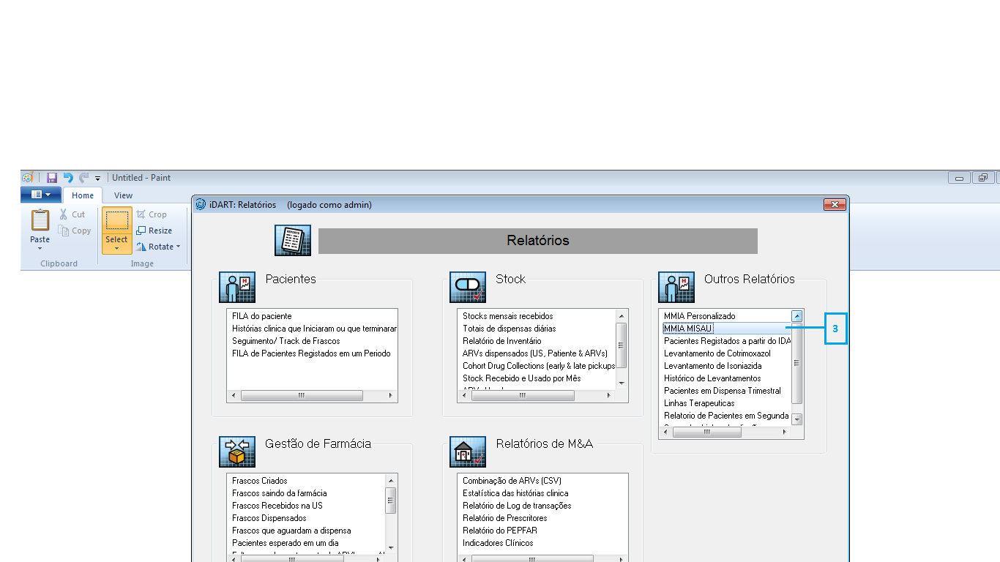 Untitled - Paint
Home View
Cut
Copy
Paste
Clipboard
Select
Crop
Resize
Rotate
Image
iDART: Relatórios (logado como admin)
REPORTS
Relatórios
Pacientes
FILA do paciente
Histórias clinica que Iniciaram ou que terminarar
Seguimento/ Track de Frascos
FILA de Pacientes Registados em um Periodo
Stock
Stocks mensais recebidos
Totais de dispensas diárias
Relatório de Inventário
ARVs dispensados (US, Patiente & ARVs)
Cohort Drug Collections (early & late pickups
Stock Recebido e Usado por Mês
Outros Relatórios
MMIA Personalizado
MMIA MISAU
Pacientes Registados a partir do IDA
Levantamento de Cotrimoxazol
Levantamento de Isoniazida
Histórico de Levantamentos
Pacientes em Dispensa Trimestral
Linhas Terapeuticas
Relatorio de Pacientes em Segunda
3
Gestão de Farmácia
Frascos Criados
Frascos saindo da farmácia
Frascos Recebidos na US
Frascos Dispensados
Frascos que aguardam a dispensa
Pacientes esperado em um dia
Relatórios de M&A
Combinação de ARVs (CSV)
Estatística das histórias clinica
Relatório de Log de transações
Relatório de Prescritores
Relatório do PEPFAR
Indicadores Clínicos